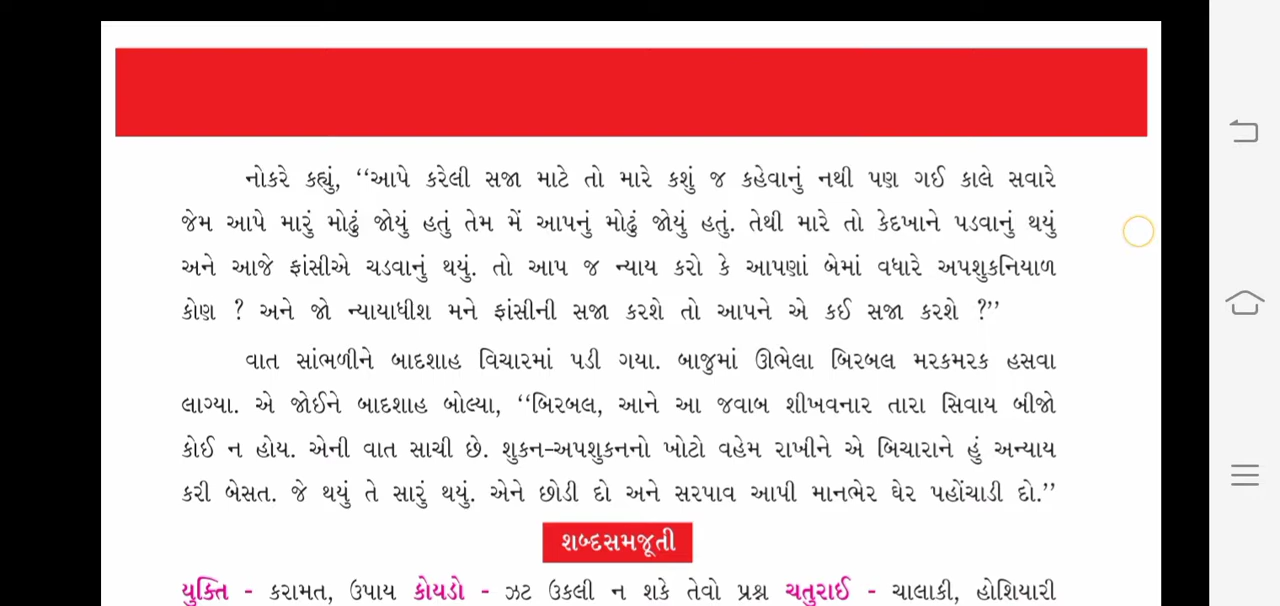 નોકરે કહ્યું, ‘‘આપે કરેલી સજા માટે તો મારે કશું જ કહેવાનું નથી પણ ગઈ કાલે સવારે
જેમ આપે મારું મોઢું જોયું હતું તેમ મેં આપનું મોઢું જોયું હતું. તેથી મારે તો કેદખાને પડવાનું થયું
અને આજે ફાંસીએ ચડવાનું થયું. તો આપ જ ન્યાય કરો કે આપણાં બેમાં વધારે અપશુકનિયાળ
કોણ ? અને જો ન્યાયાધીશ મને ફાંસીની સજા કરશે તો આપને એ કઈ સજા કરશે ?’’
વાત સાંભળીને બાદશાહ વિચારમાં પડી ગયા. બાજુમાં ઊભેલા બિરબલ મરકમરક હસવા
લાગ્યા. એ જોઈને બાદશાહ બોલ્યા, ‘‘બિરબલ, આને આ જવાબ શીખવનાર તારા સિવાય બીજો
કોઈ ન હોય. એની વાત સાચી છે. શુકન-અપશુકનનો ખોટો વહેમ રાખીને એ બિચારાને હું અન્યાય
કરી બેસત. જે થયું તે સારું થયું. એને છોડી દો અને સરપાવ આપી માનભેર ઘેર પહોંચાડી દો.’’
શબ્દસમજૂતી
યુક્તિ - કરામત, ઉપાય કોયડો - ઝટ ઉકલી ન શકે તેવો પ્રશ્ન ચતુરાઈ - ચાલાકી, હોશિયારી